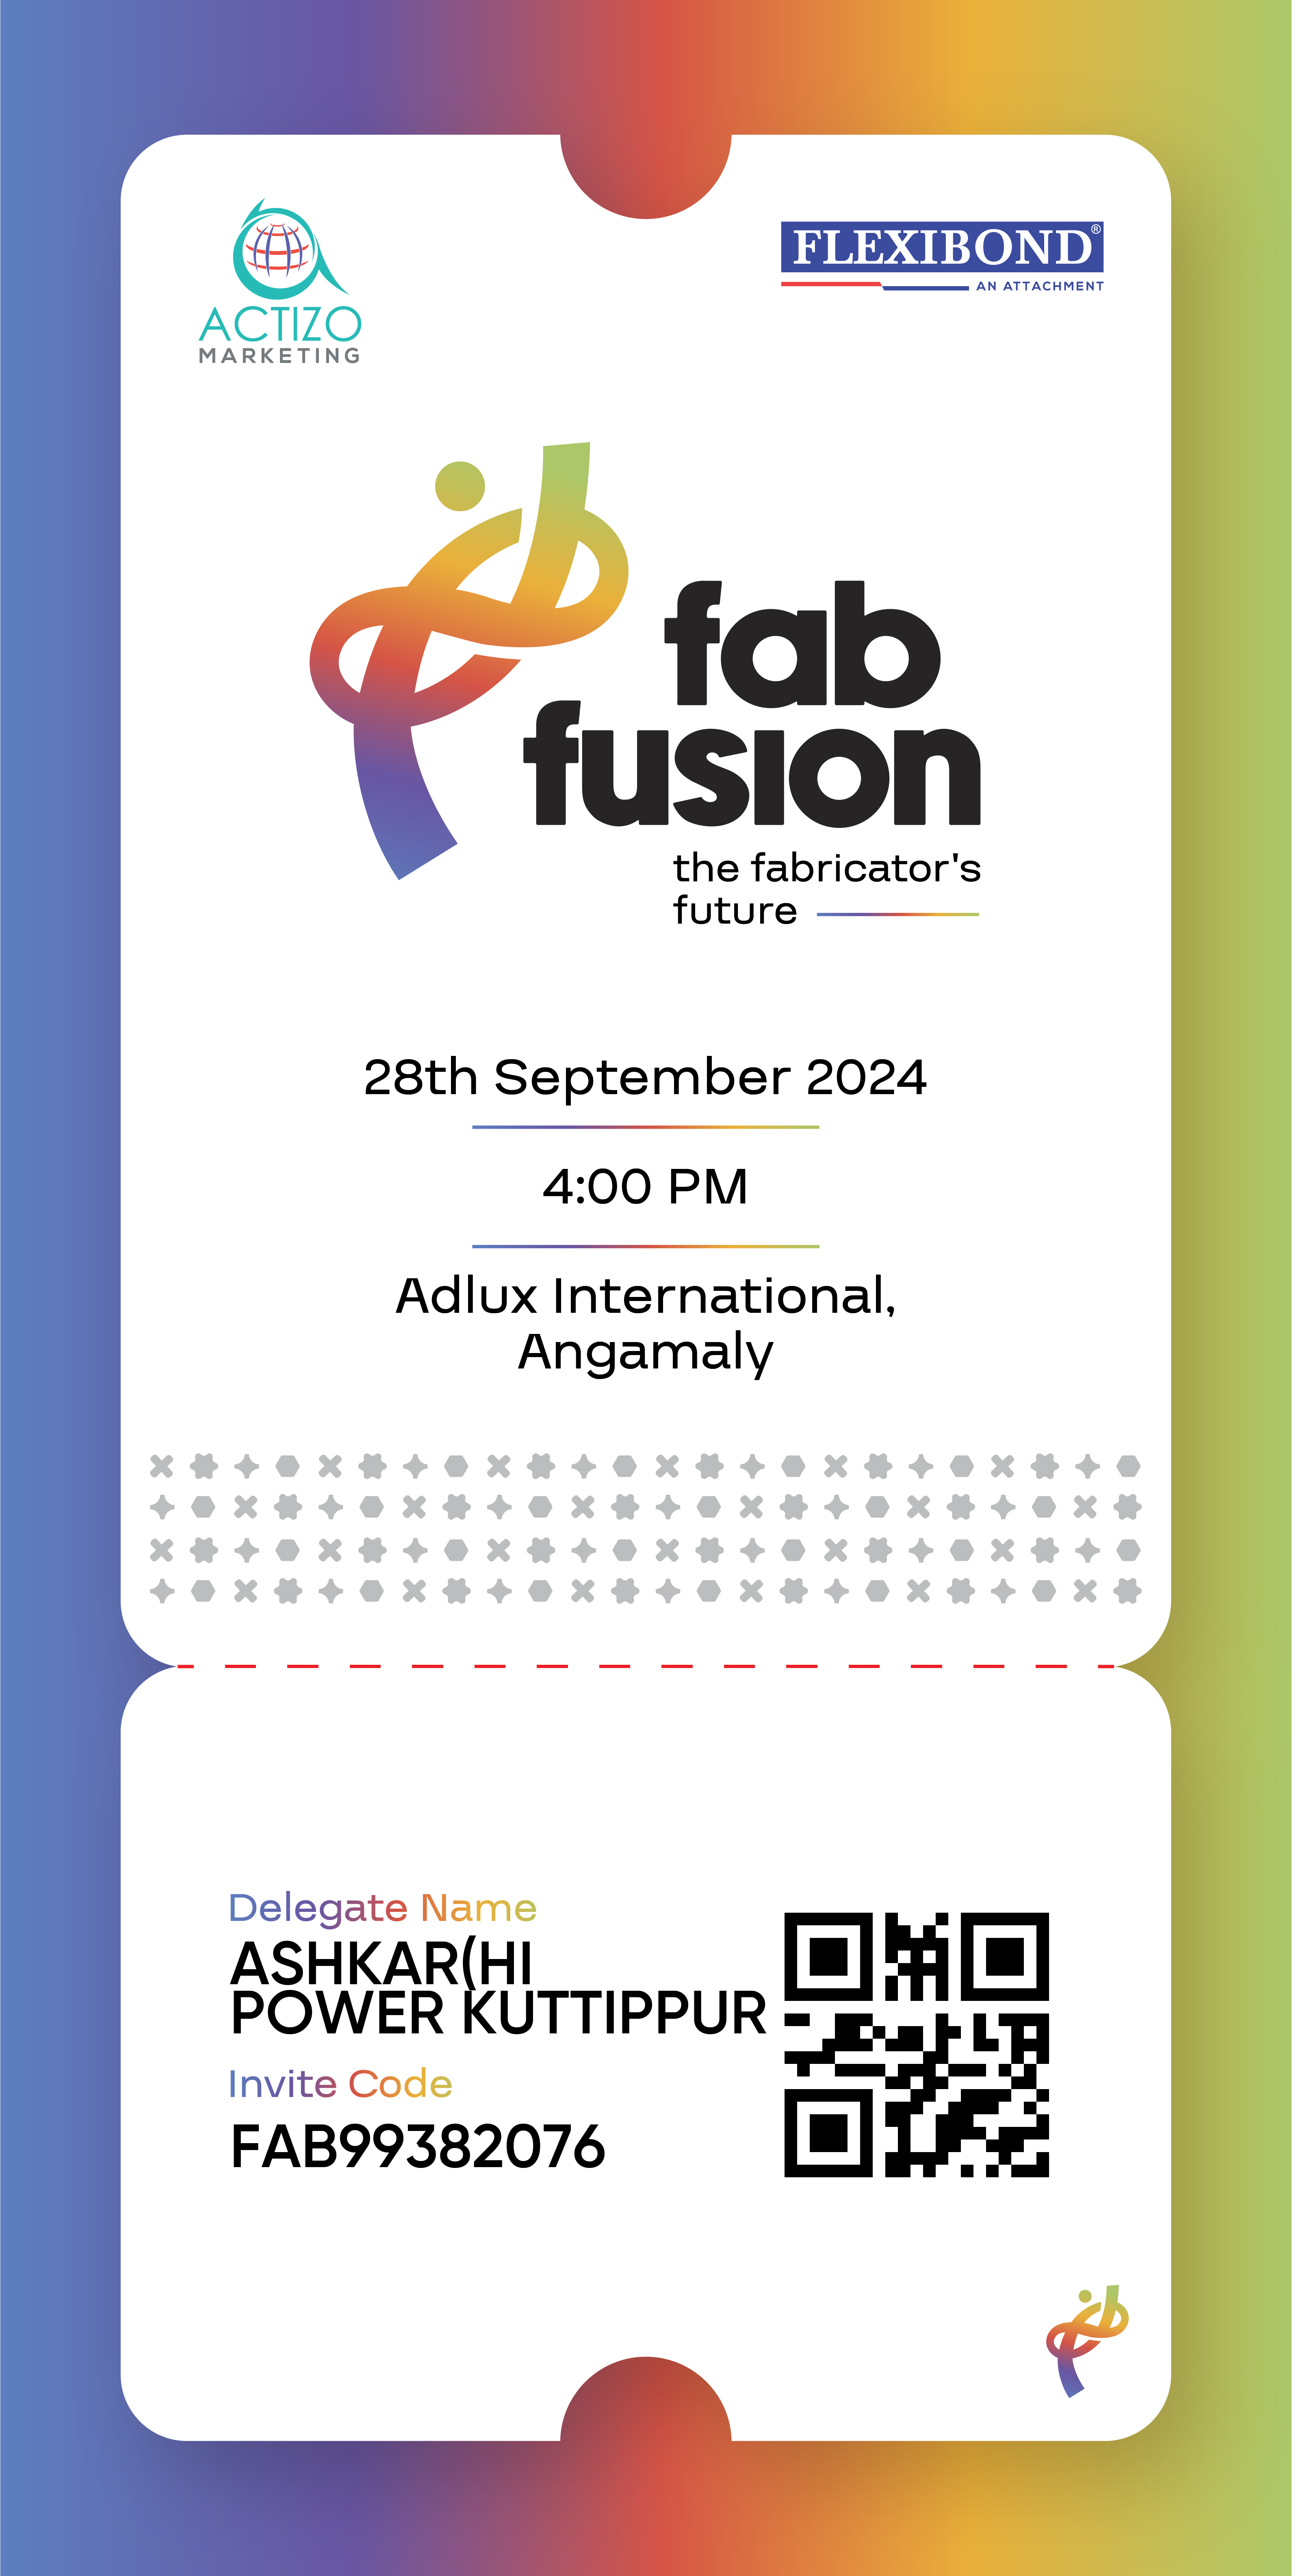 ACTIZO
MARKETING
FLEXIBOND®
AN ATTACHMENT
fab
fusion
the fabricator's
future
28th September 2024
4:00 PM
Adlux International,
Angamaly
Delegate Name
ASHKAR(HI
POWER KUTTIPPUR
Invite Code
FAB99382076